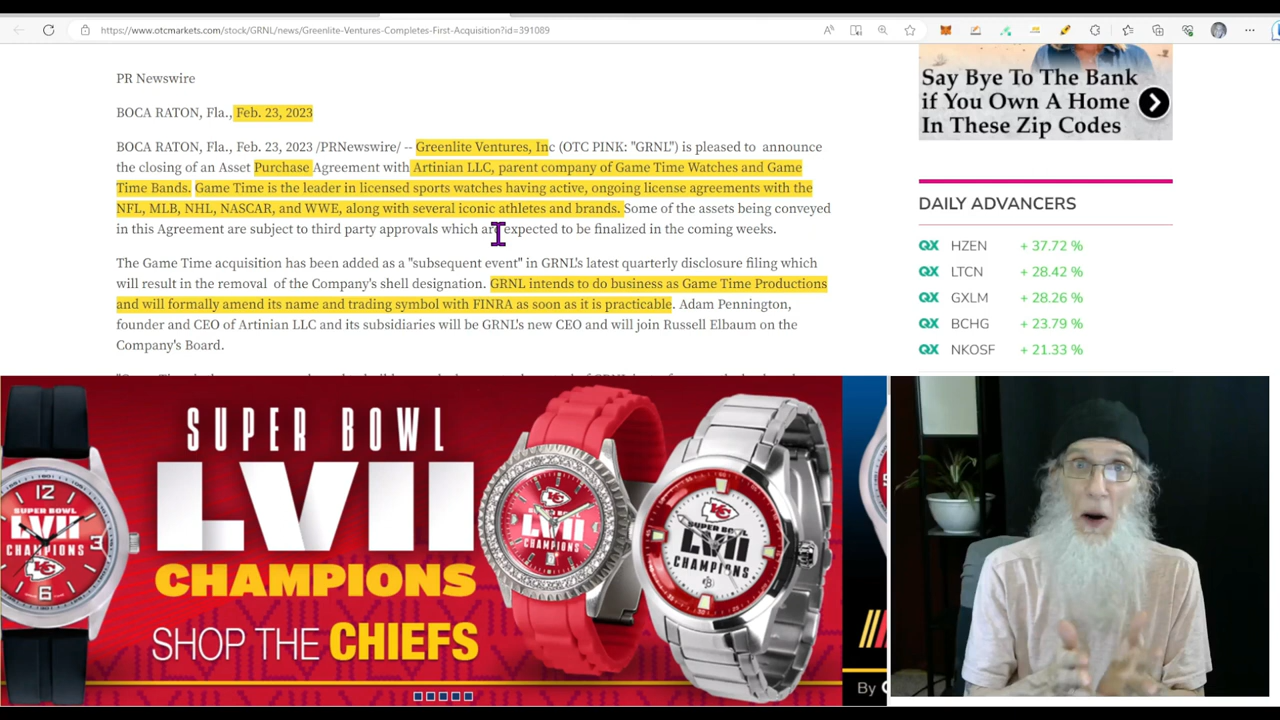 https://www.otcmarkets.com/stock/GRNL/news/Greenlite-Ventures-Completes-First-Acquisition?id=391089
PR Newswire
BOCA RATON, Fla., Feb. 23, 2023
BOCA RATON, Fla., Feb. 23, 2023 /PRNewswire/ -- Greenlite Ventures, Inc (OTC PINK: "GRNL") is pleased to announce
the closing of an Asset Purchase Agreement with Artinian LLC, parent company of Game Time Watches and Game
Time Bands. Game Time is the leader in licensed sports watches having active, ongoing license agreements with the
NFL, MLB, NHL, NASCAR, and WWE, along with several iconic athletes and brands. Some of the assets being conveyed
in this Agreement are subject to third party approvals which are expected to be finalized in the coming weeks.
The Game Time acquisition has been added as a "subsequent event" in GRNL's latest quarterly disclosure filing which
will result in the removal of the Company's shell designation. GRNL intends to do business as Game Time Productions
and will formally amend its name and trading symbol with FINRA as soon as it is practicable. Adam Pennington,
founder and CEO of Artinian LLC and its subsidiaries will be GRNL's new CEO and will join Russell Elbaum on the
Company's Board.
Say Bye To The Bank
if You Own A Home
In These Zip Codes
DAILY ADVANCERS
QX HZEN + 37.72 %
QX LTCN + 28.42 %
QX GXLM + 28.26 %
QX BCHG + 23.79 %
QX NKOSF + 21.33 %
SUPER BOWL
LVII
CHAMPIONS
SHOP THE CHIEFS
12
3
6
SUPER BOWL
LVII
CHAMPIONS
KC
KC
LVII
CHAMPIONS
KC
SUPER BOWL
LVII
CHAMPIONS
By